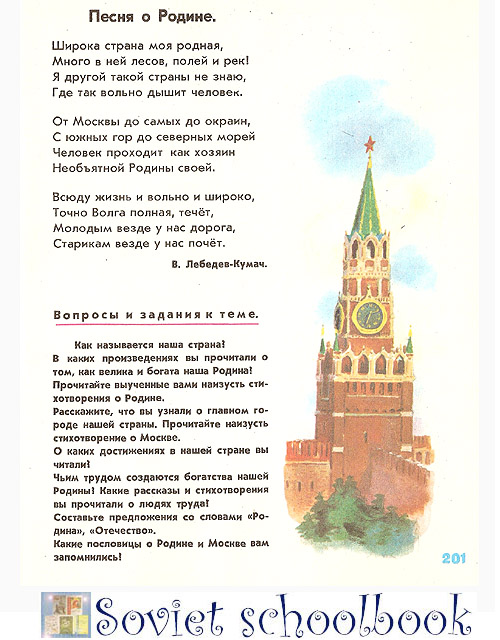 Песня о Родине.
Широка страна моя родная,
Много в ней лесов, полей и рек!
Я другой такой страны не знаю,
Где так вольно дышит человек.
От Москвы до самых до окраин,
С южных гор до северных морей
Человек проходит как хозяин
Необъятной Родины своей.
Всюду жизнь и вольно и широко,
Точно Волга полная, течёт,
Молодым везде у нас дорога,
Старикам везде у нас почёт.
В. Лебедев-Кумач.
Вопросы и задания к теме.
Как называется наша страна?
В каких произведениях вы прочитали о
том, как велика и богата наша Родина?
Прочитайте выученные вами наизусть сти-
хотворения о Родине.
Расскажите, что вы узнали о главном го-
роде нашей страны. Прочитайте наизусть
стихотворение о Москве.
О каких достижениях в нашей стране вы
читали?
Чьим трудом создаются богатства нашей
Родины? Какие рассказы и стихотворения
вы прочитали о людях труда?
Составьте предложения со словами «Ро-
дина», «Отечество».
Какие пословицы о Родине и Москве вам
запомнились?
201
Soviet schoolbook